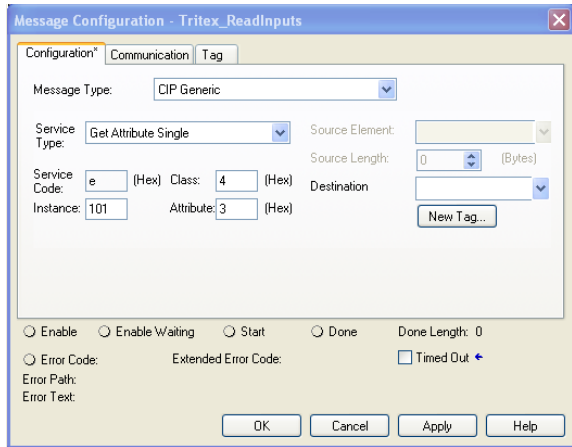 Message Configuration - Tritex_ReadInputs
Configuration* Communication Tag
Message Type: CIP Generic
Service Type: Get Attribute Single Source Element:
Source Length: 0 (Bytes)
Service Code: e (Hex) Class: 4 (Hex) Destination
Instance: 101 Attribute: 3 (Hex) New Tag...
Enable Enable Waiting Start Done Done Length: 0
Error Code: Extended Error Code: Timed Out
Error Path:
Error Text:
OK Cancel Apply Help